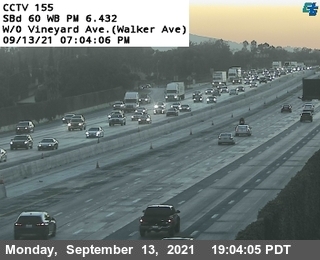 CCTV 155
SBd 60 WB PM 6.432
W/O Vineyard Ave.(Walker Ave)
09/13/21 07:04:06 PM
Monday, September 13, 2021 19:04:05 PDT